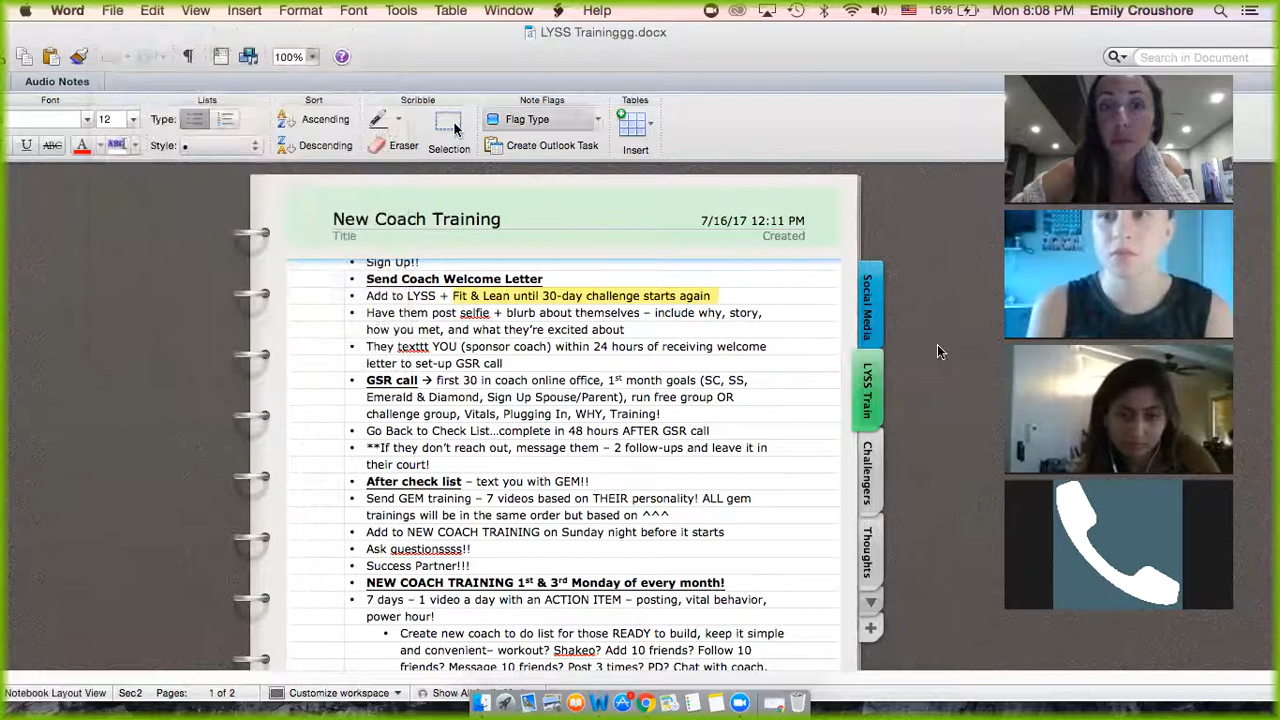 Word File Edit View Insert Format Font Tools Table Window Help 16% Mon 8:08 PM Emily Croushore
LYSS Traininggg.docx
100% Search in Document
Audio Notes
Font Lists Sort Scribble Note Flags Tables
12 Type: Ascending Flag Type
U ABC A ABC Style: • Descending Eraser Selection Create Outlook Task Insert
New Coach Training 7/16/17 12:11 PM
Title Created
• Sign Up!!
• Send Coach Welcome Letter
• Add to LYSS + Fit & Lean until 30-day challenge starts again
• Have them post selfie + blurb about themselves – include why, story,
how you met, and what they're excited about
• They texttt YOU (sponsor coach) within 24 hours of receiving welcome
letter to set-up GSR call
• GSR call → first 30 in coach online office, 1st month goals (SC, SS,
Emerald & Diamond, Sign Up Spouse/Parent), run free group OR
challenge group, Vitals, Plugging In, WHY, Training!
• Go Back to Check List...complete in 48 hours AFTER GSR call
• **If they don't reach out, message them – 2 follow-ups and leave it in
their court!
• After check list – text you with GEM!!
• Send GEM training – 7 videos based on THEIR personality! ALL gem
trainings will be in the same order but based on ^^^
• Add to NEW COACH TRAINING on Sunday night before it starts
• Ask questionssss!!
• Success Partner!!!
• NEW COACH TRAINING 1st & 3rd Monday of every month!
• 7 days – 1 video a day with an ACTION ITEM – posting, vital behavior,
power hour!
• Create new coach to do list for those READY to build, keep it simple
and convenient– workout? Shakeo? Add 10 friends? Follow 10
friends? Message 10 friends? Post 3 times? PD? Chat with coach,
Social Media
LYSS Train
Challengers
Thoughts
Notebook Layout View Sec2 Pages: 1 of 2 Customize workspace Show Al